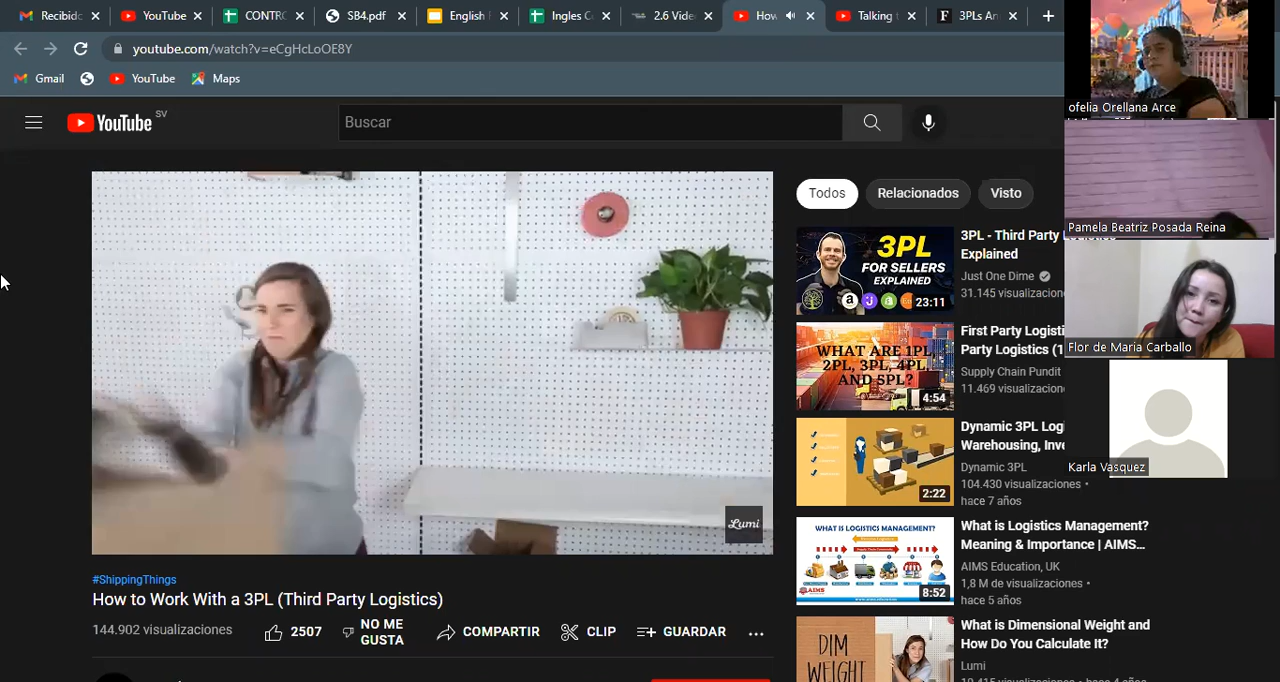 Recibido
YouTube
CONTRO
SB4.pdf
English F
Ingles C
2.6 Vide
How
Talking t
3PLs An
youtube.com/watch?v=eCgHcLoOE8Y
Gmail
YouTube
Maps
YouTube SV
Buscar
Todos
Relacionados
Visto
Lumi
#ShippingThings
How to Work With a 3PL (Third Party Logistics)
144.902 visualizaciones
2507
NO ME
GUSTA
COMPARTIR
CLIP
GUARDAR
3PL
FOR SELLERS
EXPLAINED
23:11
3PL - Third Party
Explained
Just One Dime
31.145 visualizacion
WHAT ARE 1PL,
2PL, 3PL, 4PL,
AND 5PL?
4:54
First Party Logisti
Party Logistics (1
Supply Chain Pundit
11.469 visualizacion
2:22
Dynamic 3PL Logi
Warehousing, Inve
Dynamic 3PL
104.430 visualizaciones •
hace 7 años
WHAT IS LOGISTICS MANAGEMENT?
AIMS
8:52
What is Logistics Management?
Meaning & Importance | AIMS...
AIMS Education, UK
1,8 M de visualizaciones •
hace 5 años
DIM
WEIGHT
What is Dimensional Weight and
How Do You Calculate It?
Lumi
ofelia Orellana Arce
Pamela Beatriz Posada Reina
Flor de Maria Carballo
Karla Vasquez